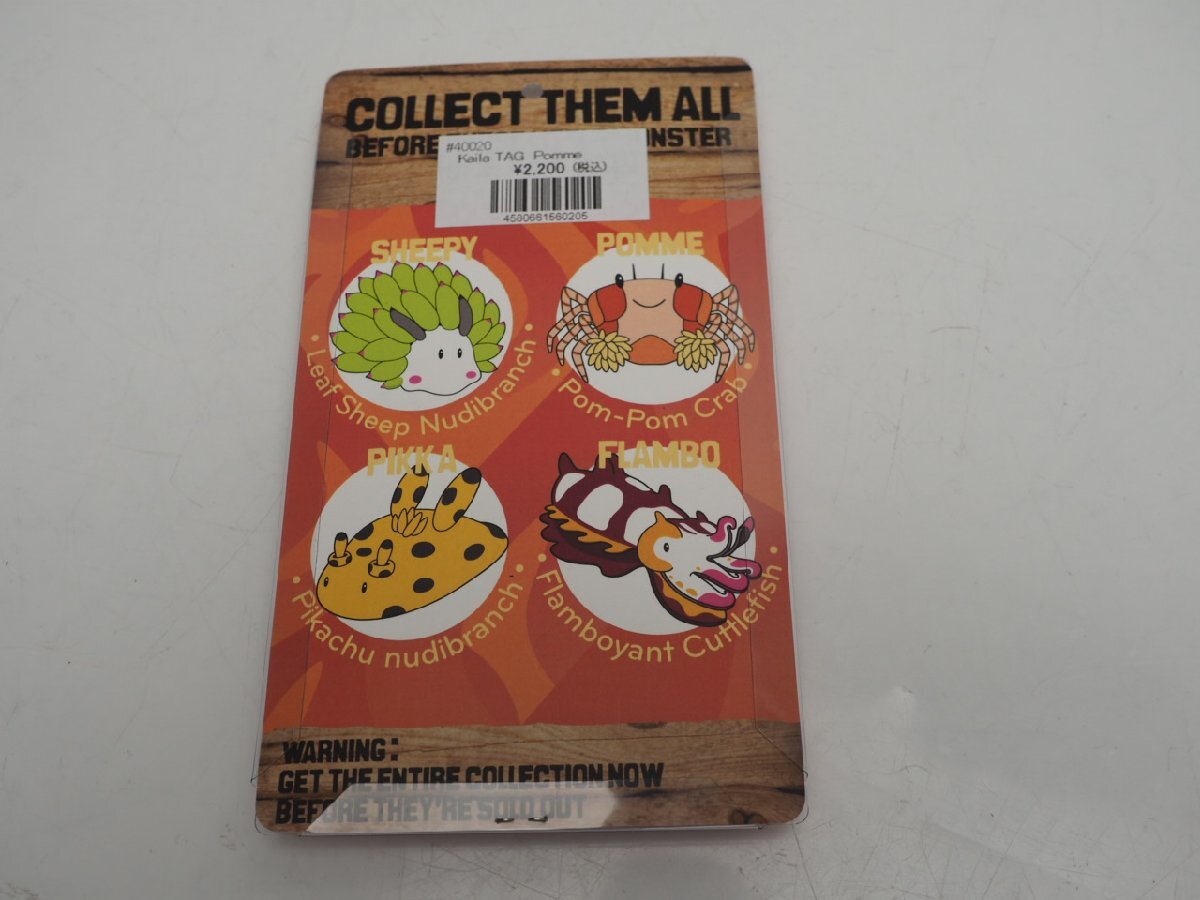 COLLECT THEM ALL
BEFORE
#40020
Kaila TAG Pomme
¥2,200 (税込)
4580661560205
SHEEPY
Leaf Sheep Nudibranch
POMME
Pom-Pom Crab
PIKKA
Pikachu nudibranch
FLAMBO
Flamboyant Cuttlefish
WARNING:
GET THE ENTIRE COLLECTION NOW
BEFORE THEY'RE SOLD OUT